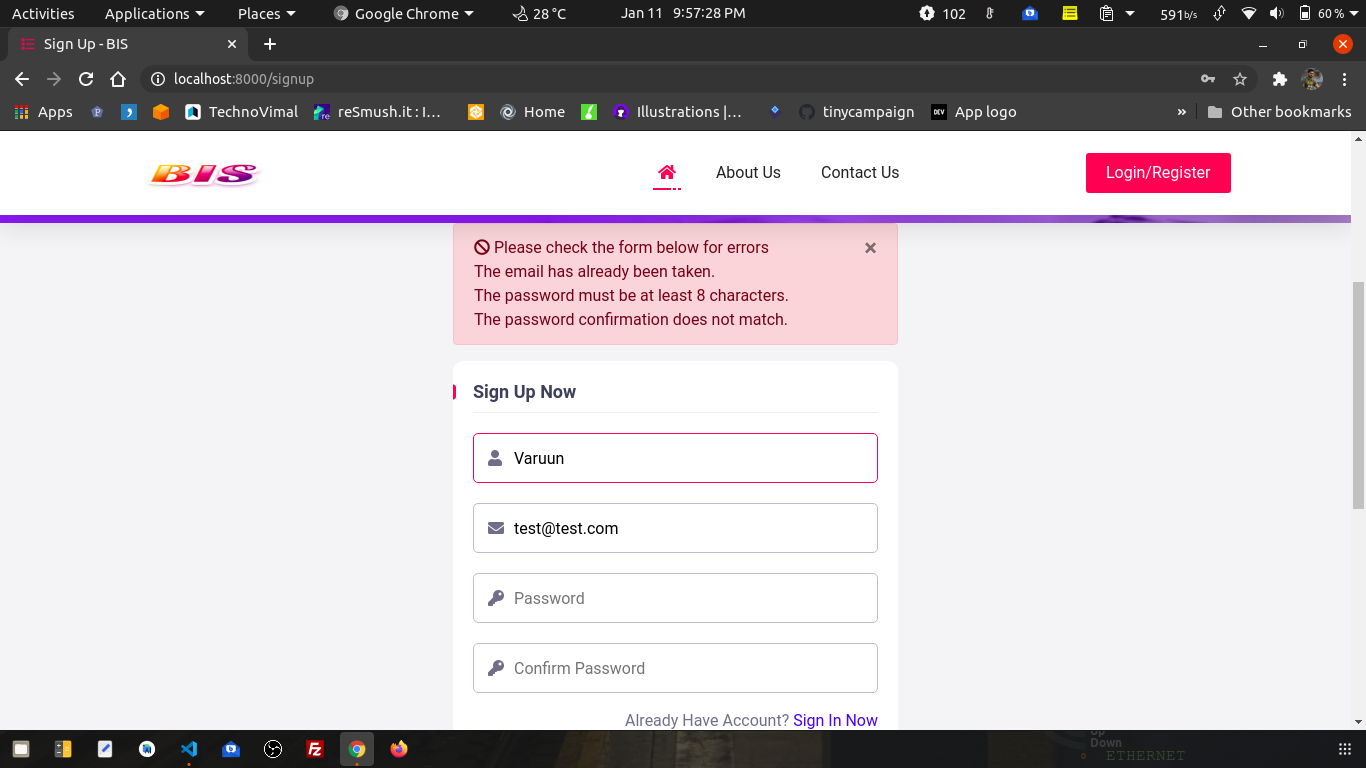 Activities Applications Places Google Chrome 28 °C Jan 11 9:57:28 PM 102 591b/s 60 %
Sign Up - BIS
localhost:8000/signup
Apps TechnoVimal reSmush.it : I… Home Illustrations |… tinycampaign DEV App logo » Other bookmarks
BIS About Us Contact Us Login/Register
Please check the form below for errors
The email has already been taken.
The password must be at least 8 characters.
The password confirmation does not match.
Sign Up Now
Varuun
test@test.com
Password
Confirm Password
Already Have Account? Sign In Now
Up
Down
0 ETHERNET